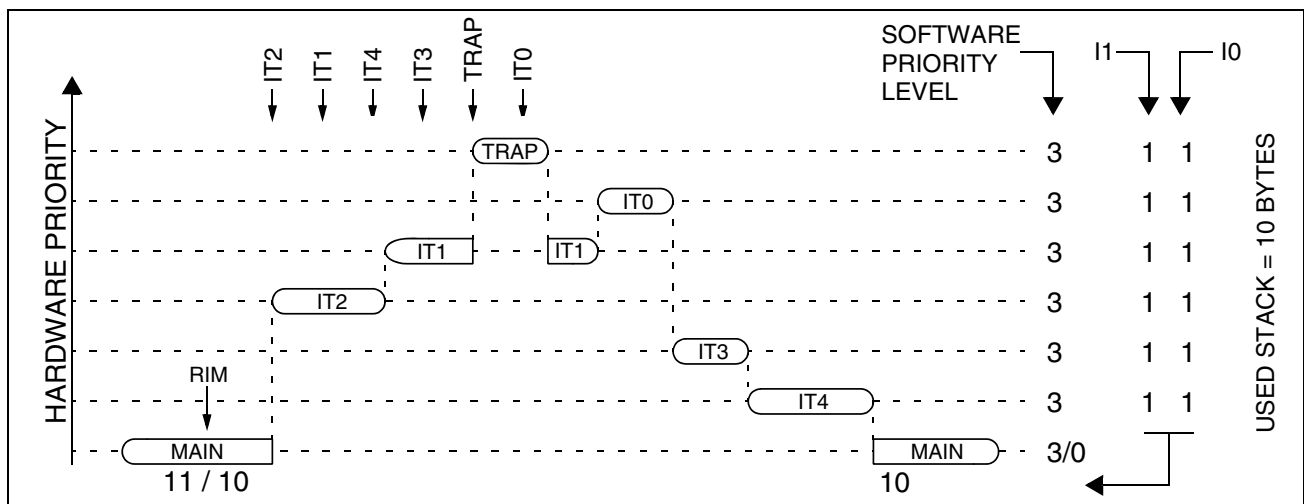 IT2
IT1
IT4
IT3
TRAP
IT0
SOFTWARE
PRIORITY
LEVEL
I1
I0
HARDWARE PRIORITY
TRAP
3
1 1
IT0
3
1 1
IT1
IT1
3
1 1
IT2
3
1 1
IT3
3
1 1
RIM
IT4
3
1 1
MAIN
MAIN
3/0
11 / 10
10
USED STACK = 10 BYTES